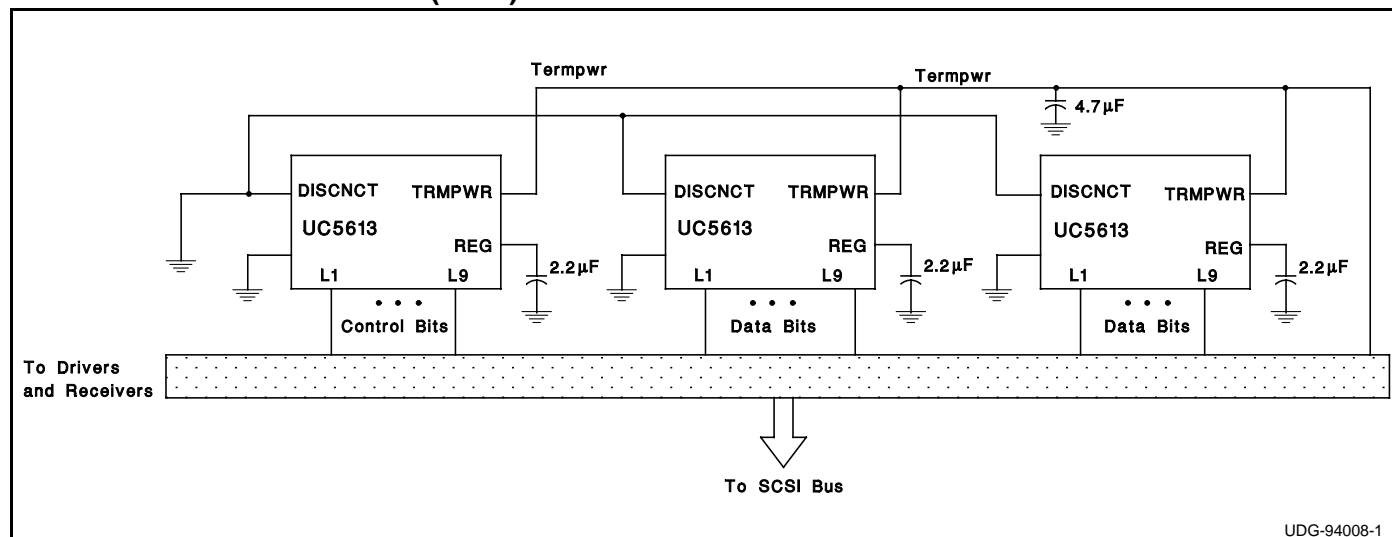 Termpwr
Termpwr
4.7µF
DISCNCT TRMPWR
UC5613
REG
2.2µF
L1 L9
• • •
Control Bits
DISCNCT TRMPWR
UC5613
REG
2.2µF
L1 L9
• • •
Data Bits
DISCNCT TRMPWR
UC5613
REG
2.2µF
L1 L9
• • •
Data Bits
To Drivers
and Receivers
To SCSI Bus
UDG-94008-1